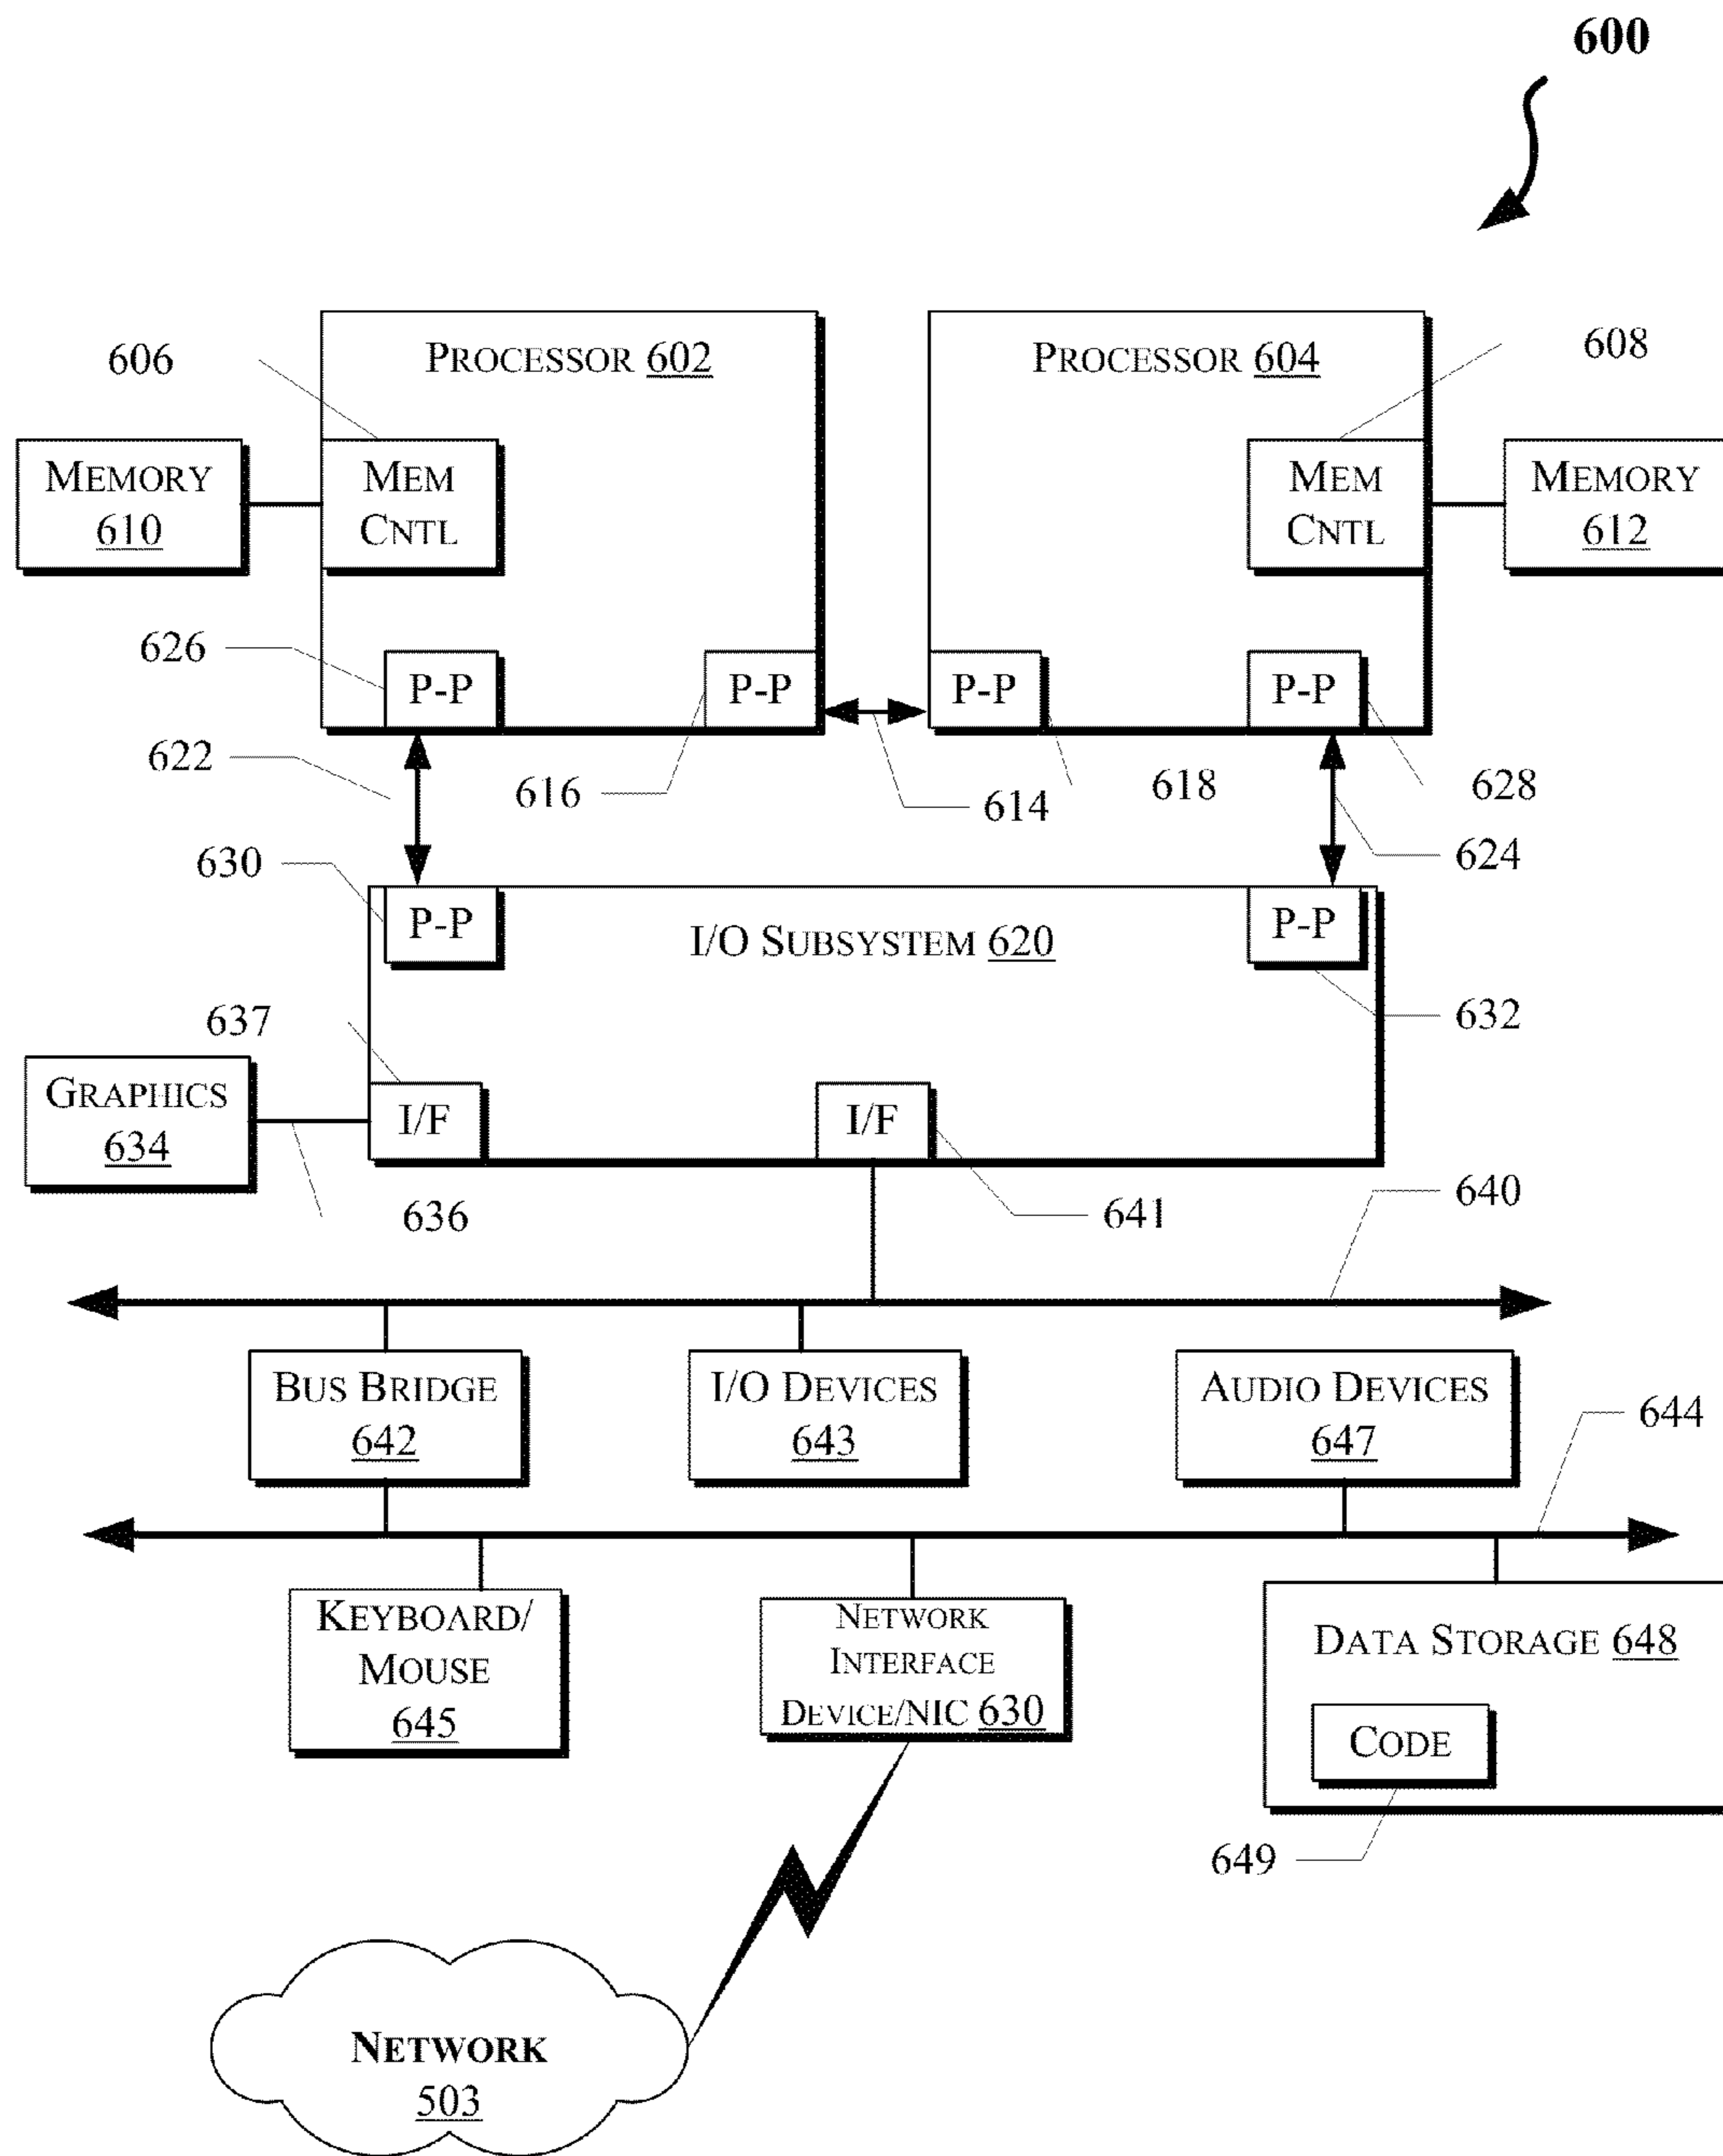 600
PROCESSOR 602
PROCESSOR 604
606
608
MEMORY
610
MEM
CNTL
MEM
CNTL
MEMORY
612
626
P-P
P-P
P-P
P-P
622
616
614
618
628
624
630
P-P
I/O SUBSYSTEM 620
P-P
632
637
GRAPHICS
634
I/F
I/F
636
641
640
BUS BRIDGE
642
I/O DEVICES
643
AUDIO DEVICES
647
644
KEYBOARD/
MOUSE
645
NETWORK
INTERFACE
DEVICE/NIC 630
DATA STORAGE 648
CODE
649
NETWORK
503